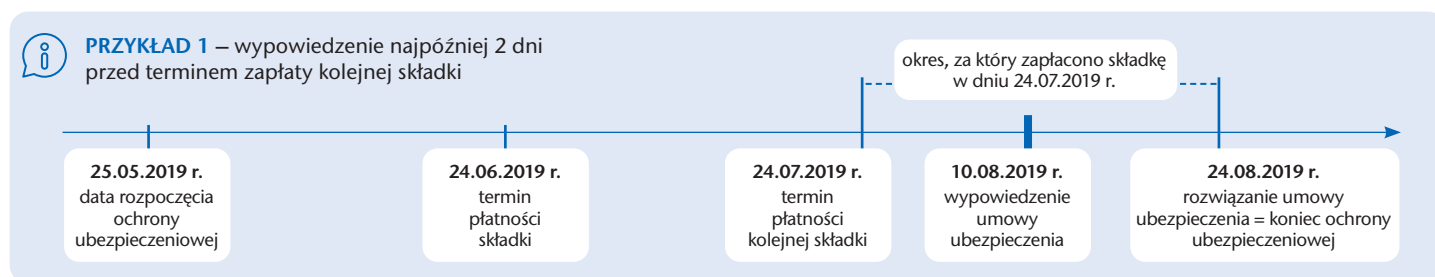 PRZYKŁAD 1 – wypowiedzenie najpóźniej 2 dni
przed terminem zapłaty kolejnej składki
okres, za który zapłacono składkę
w dniu 24.07.2019 r.
25.05.2019 r.
data rozpoczęcia
ochrony
ubezpieczeniowej
24.06.2019 r.
termin
płatności
składki
24.07.2019 r.
termin
płatności
kolejnej składki
10.08.2019 r.
wypowiedzenie
umowy
ubezpieczenia
24.08.2019 r.
rozwiązanie umowy
ubezpieczenia = koniec ochrony
ubezpieczeniowej